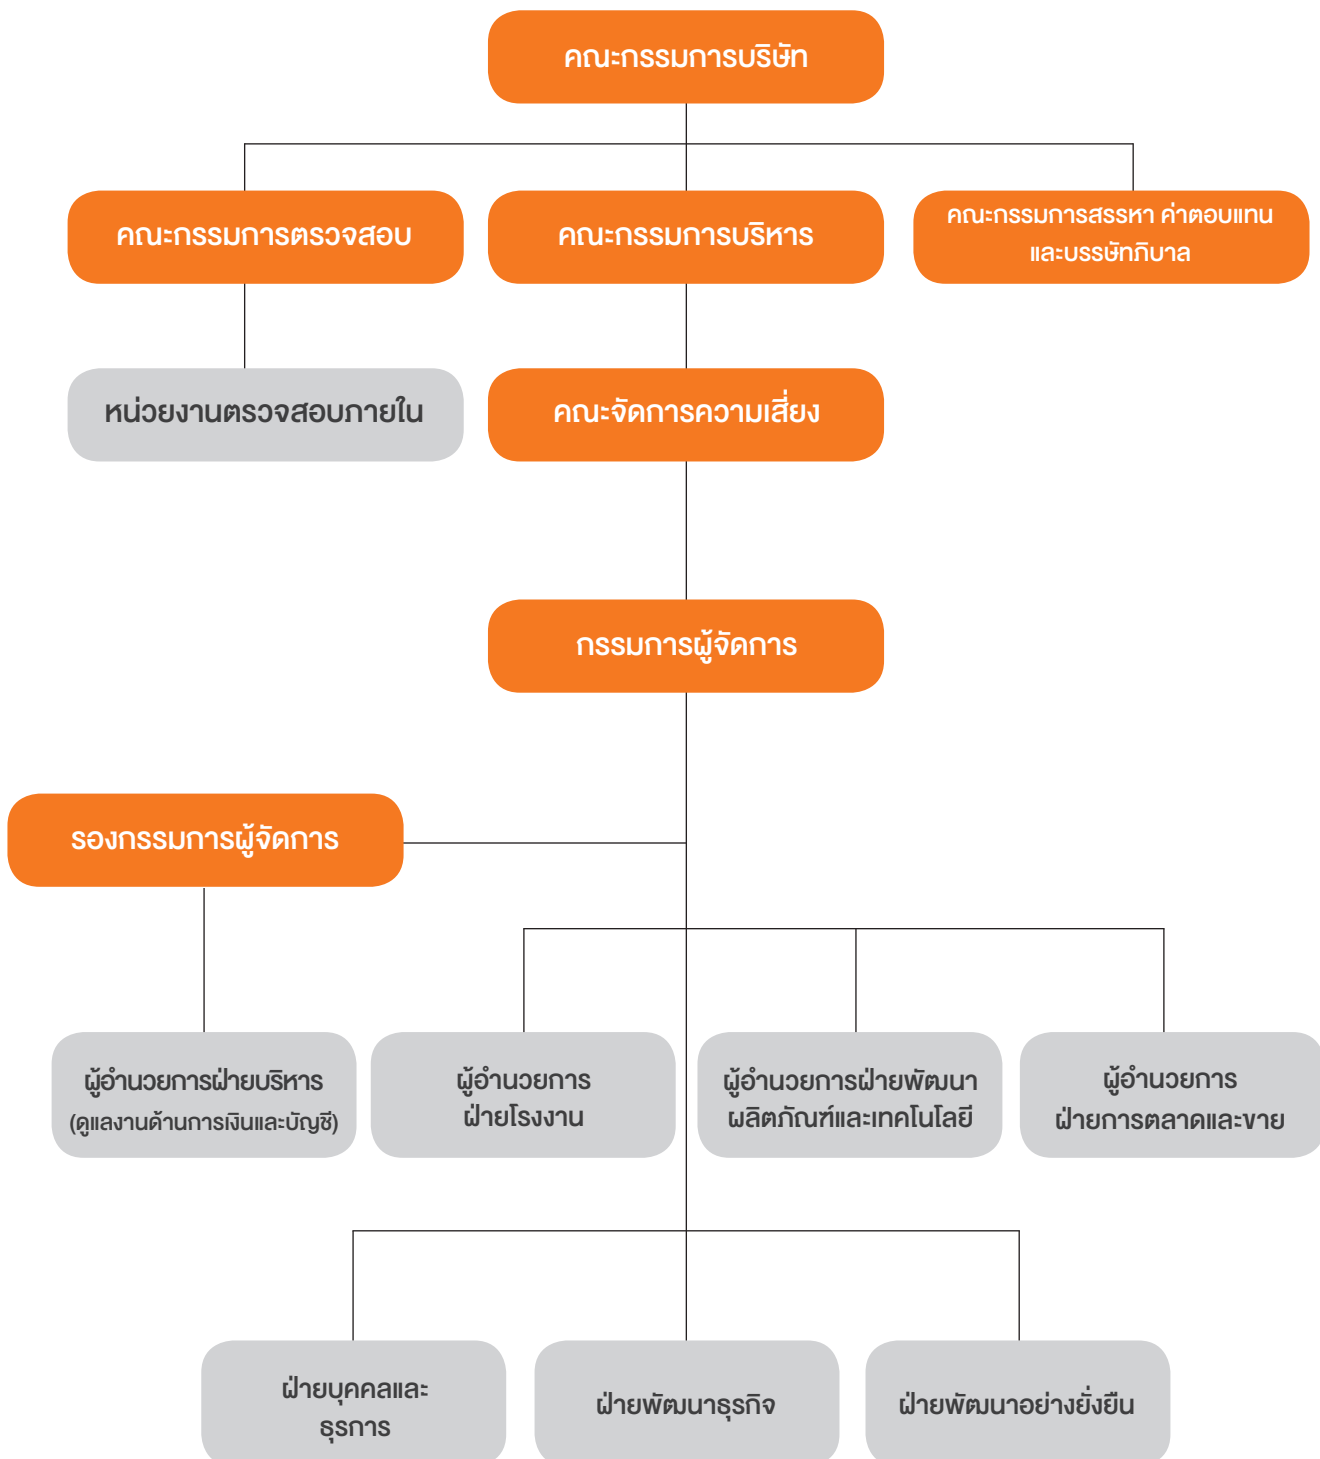 คณะกรรมการบริษัท
คณะกรรมการตรวจสอบ
คณะกรรมการบริหาร
คณะกรรมการสรรหา ค่าตอบแทน
และบรรษัทภิบาล
หน่วยงานตรวจสอบภายใน
คณะจัดการความเสี่ยง
กรรมการผู้จัดการ
รองกรรมการผู้จัดการ
ผู้อำนวยการฝ่ายบริหาร
(ดูแลงานด้านการเงินและบัญชี)
ผู้อำนวยการ
ฝ่ายโรงงาน
ผู้อำนวยการฝ่ายพัฒนา
ผลิตภัณฑ์และเทคโนโลยี
ผู้อำนวยการ
ฝ่ายการตลาดและขาย
ฝ่ายบุคคลและ
ธุรการ
ฝ่ายพัฒนาธุรกิจ
ฝ่ายพัฒนาอย่างยั่งยืน